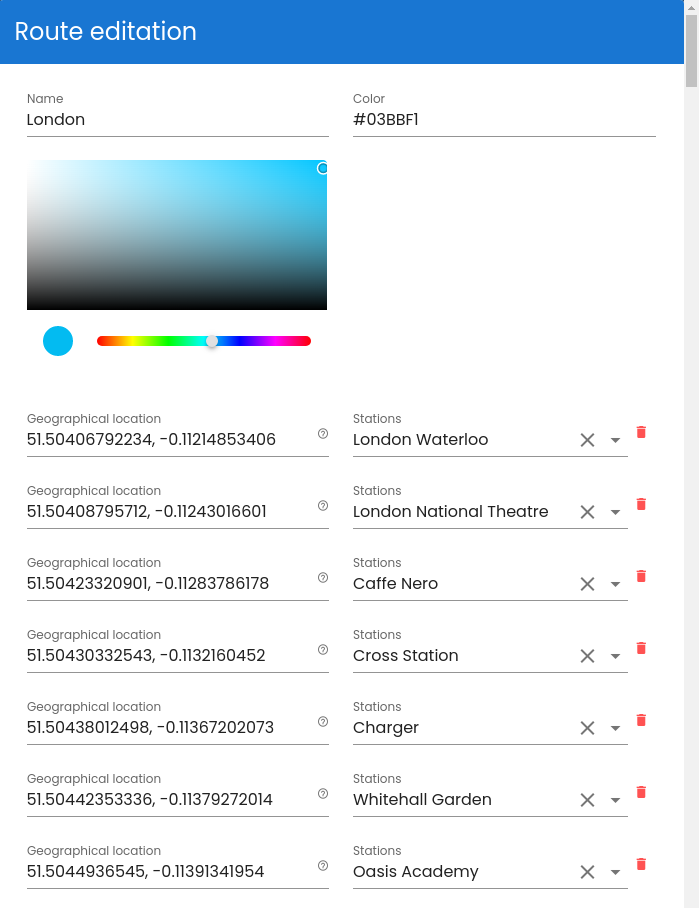 Route editation
Name
Color
London
#03BBF1
Geographical location
Stations
51.50406792234, -0.11214853406
London Waterloo
Geographical location
Stations
51.50408795712, -0.11243016601
London National Theatre
Geographical location
Stations
51.50423320901, -0.11283786178
Caffe Nero
Geographical location
Stations
51.50430332543, -0.1132160452
Cross Station
Geographical location
Stations
51.50438012498, -0.11367202073
Charger
Geographical location
Stations
51.50442353336, -0.11379272014
Whitehall Garden
Geographical location
Stations
51.5044936545, -0.11391341954
Oasis Academy